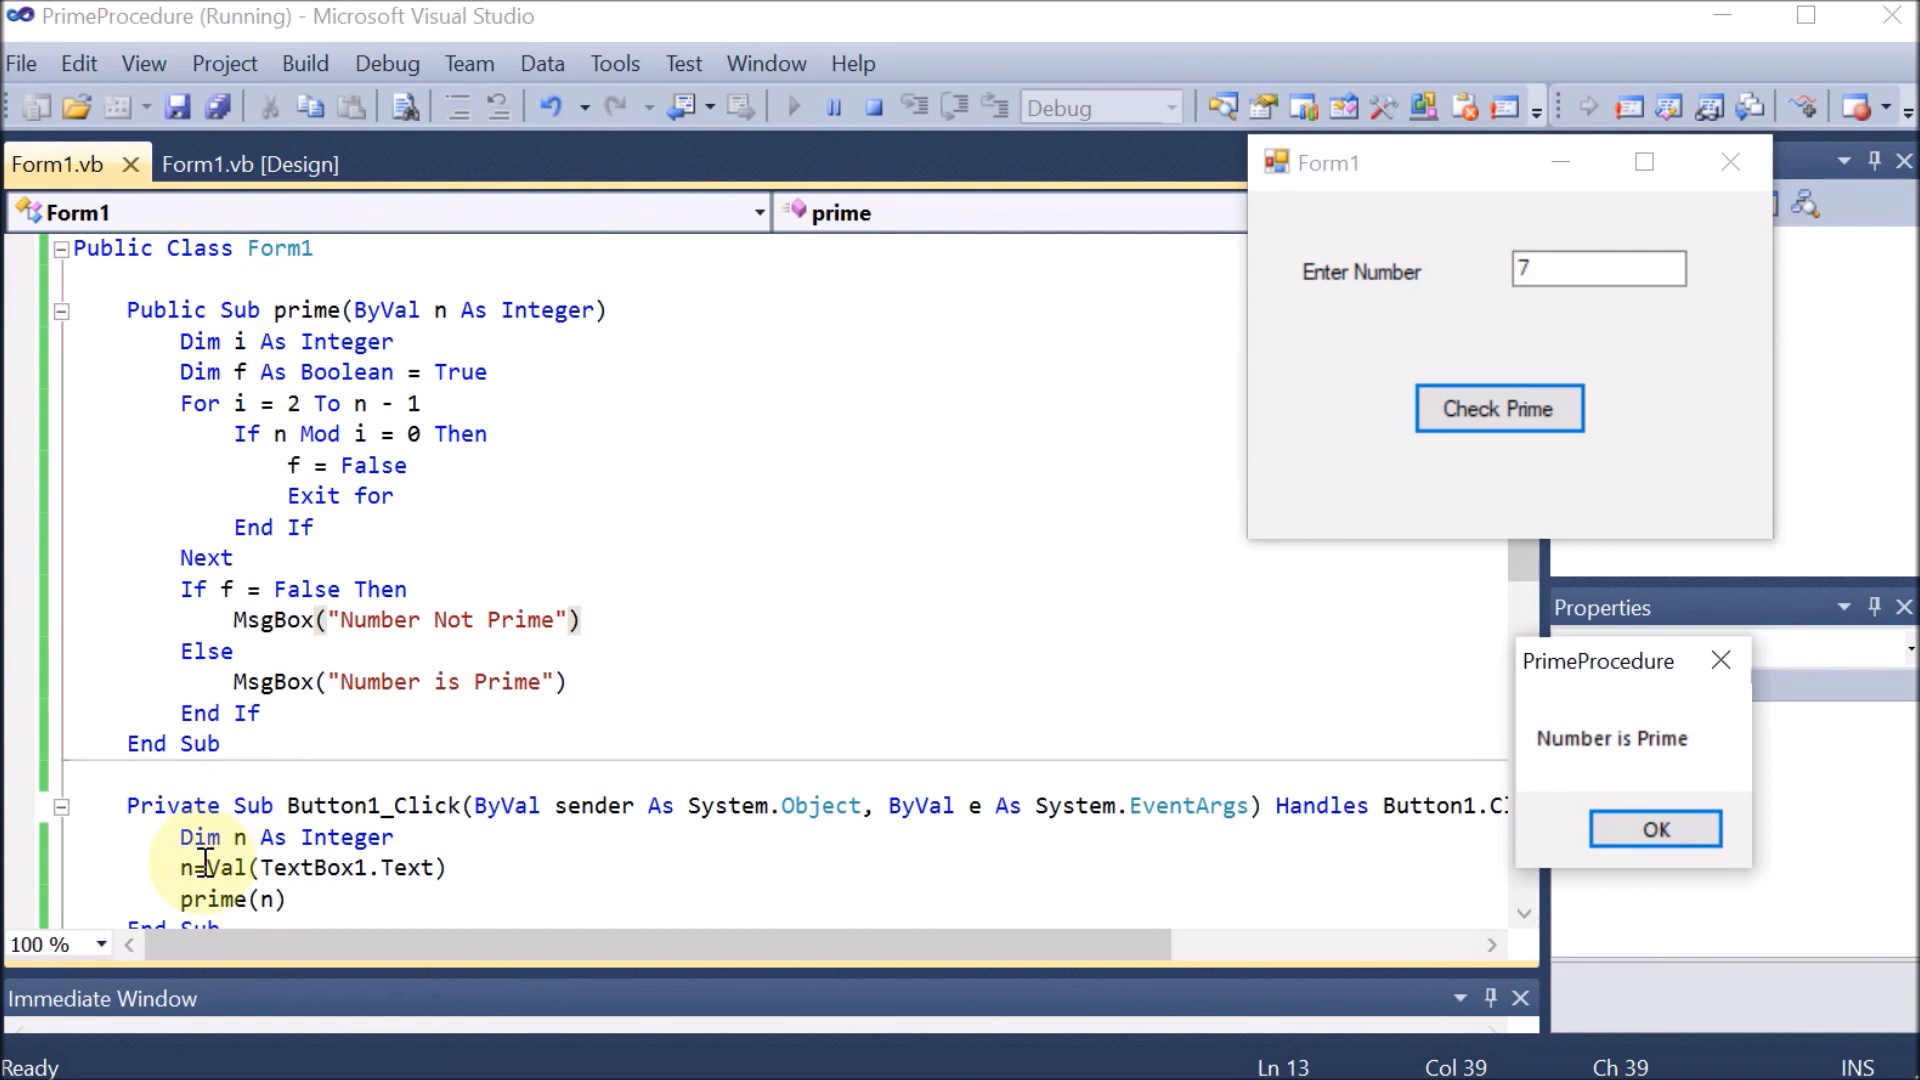 PrimeProcedure (Running) - Microsoft Visual Studio
File Edit View Project Build Debug Team Data Tools Test Window Help
Debug
Form1.vb Form1.vb [Design]
Form1 prime
Public Class Form1
Public Sub prime(ByVal n As Integer)
Dim i As Integer
Dim f As Boolean = True
For i = 2 To n - 1
If n Mod i = 0 Then
f = False
Exit for
End If
Next
If f = False Then
MsgBox("Number Not Prime")
Else
MsgBox("Number is Prime")
End If
End Sub
Private Sub Button1_Click(ByVal sender As System.Object, ByVal e As System.EventArgs) Handles Button1.Cl
Dim n As Integer
n=Val(TextBox1.Text)
prime(n)
End Sub
100 %
Form1
Enter Number 7
Check Prime
Properties
PrimeProcedure
Number is Prime
OK
Immediate Window
Ready Ln 13 Col 39 Ch 39 INS